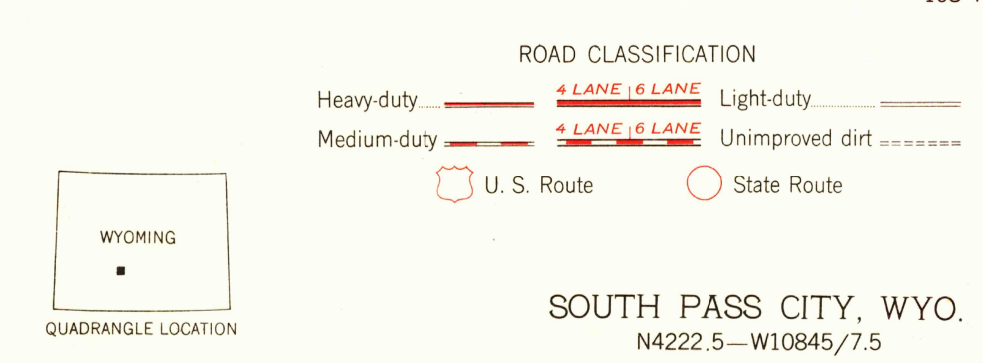 ROAD CLASSIFICATION
Heavy-duty 4 LANE 6 LANE Light-duty
Medium-duty 4 LANE 6 LANE Unimproved dirt
U. S. Route State Route
WYOMING
QUADRANGLE LOCATION
SOUTH PASS CITY, WYO.
N4222.5—W10845/7.5